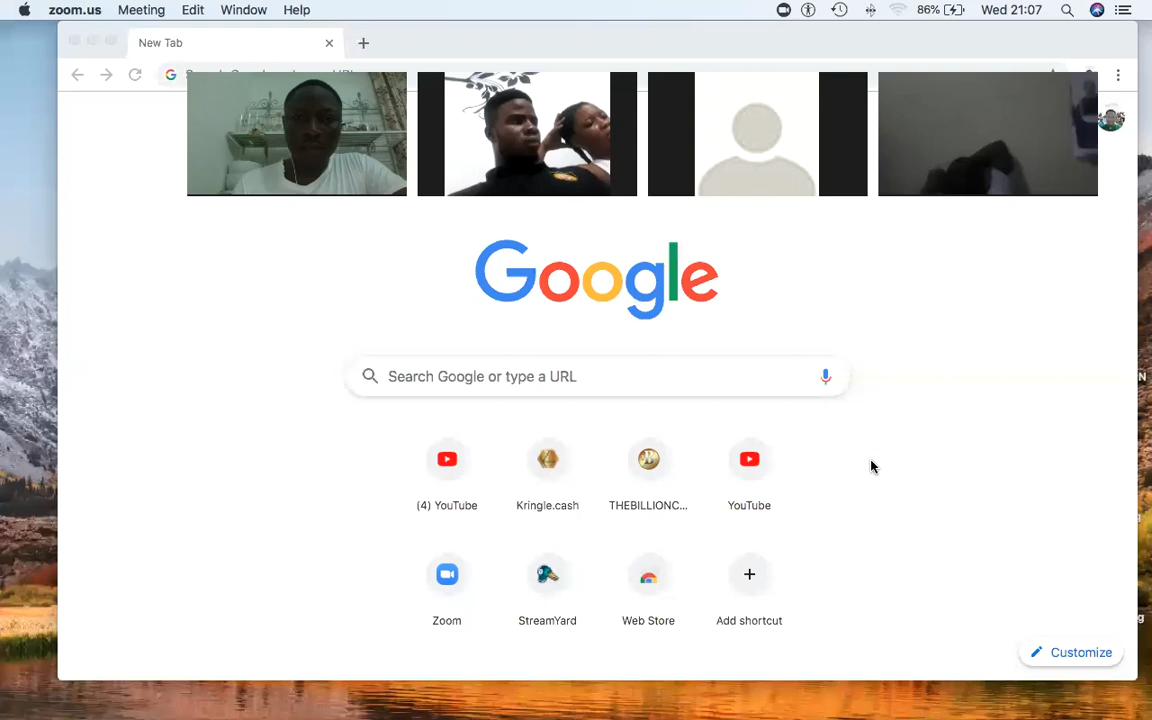 zoom.us Meeting Edit Window Help 86% Wed 21:07
New Tab
Google
Search Google or type a URL
(4) YouTube Kringle.cash THEBILLIONC... YouTube
Zoom StreamYard Web Store Add shortcut
Customize